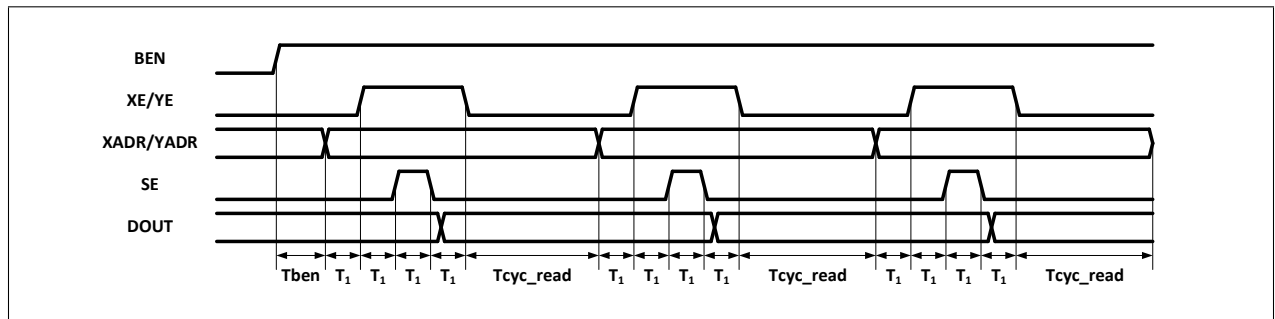 BEN
XE/YE
XADR/YADR
SE
DOUT
Tben T₁ T₁ T₁ T₁ Tcyc_read T₁ T₁ T₁ T₁ Tcyc_read T₁ T₁ T₁ T₁ Tcyc_read